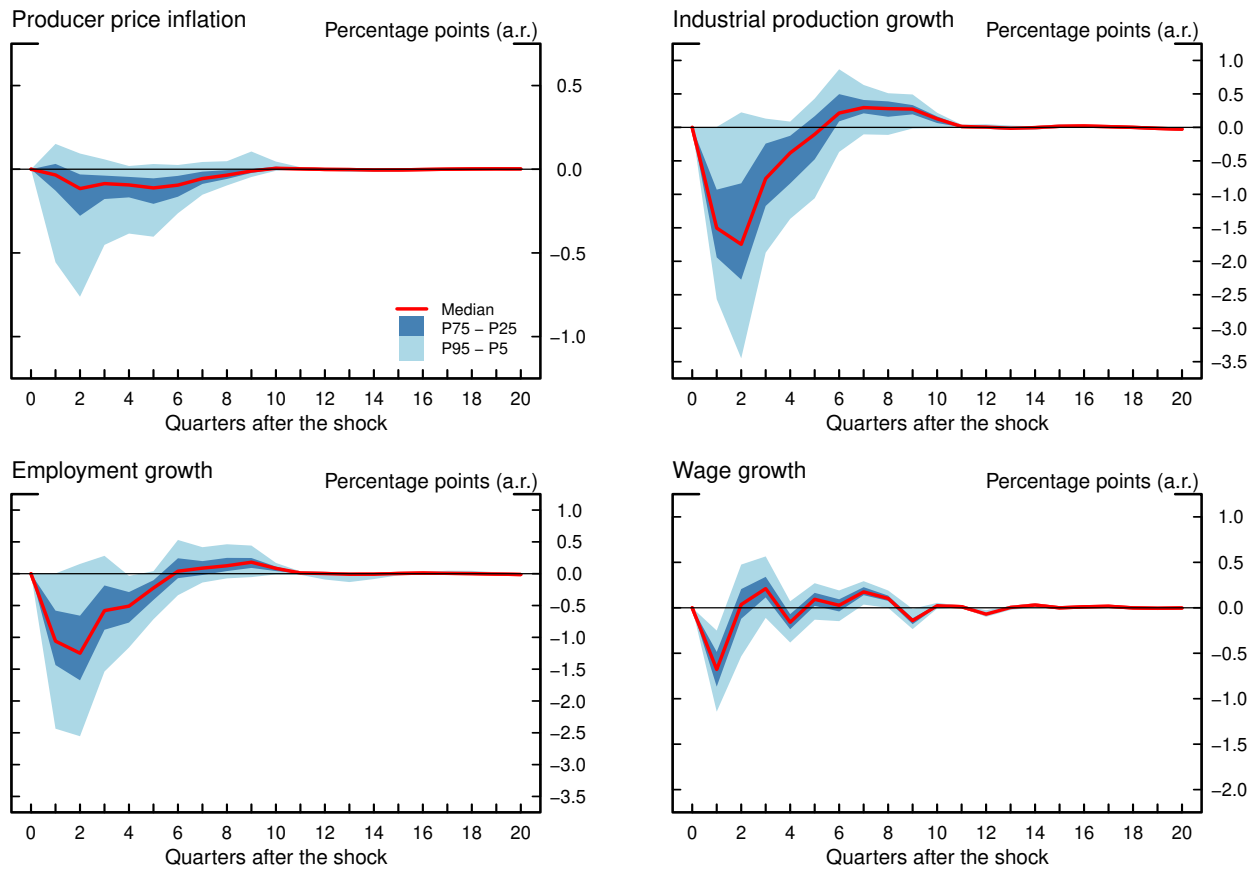 Producer price inflation
Percentage points (a.r.)
0.5
0.0
−0.5
−1.0
Median
P75 − P25
P95 − P5
0 2 4 6 8 10 12 14 16 18 20
Quarters after the shock
Industrial production growth
Percentage points (a.r.)
1.0
0.5
0.0
−0.5
−1.0
−1.5
−2.0
−2.5
−3.0
−3.5
0 2 4 6 8 10 12 14 16 18 20
Quarters after the shock
Employment growth
Percentage points (a.r.)
1.0
0.5
0.0
−0.5
−1.0
−1.5
−2.0
−2.5
−3.0
−3.5
0 2 4 6 8 10 12 14 16 18 20
Quarters after the shock
Wage growth
Percentage points (a.r.)
1.0
0.5
0.0
−0.5
−1.0
−1.5
−2.0
0 2 4 6 8 10 12 14 16 18 20
Quarters after the shock